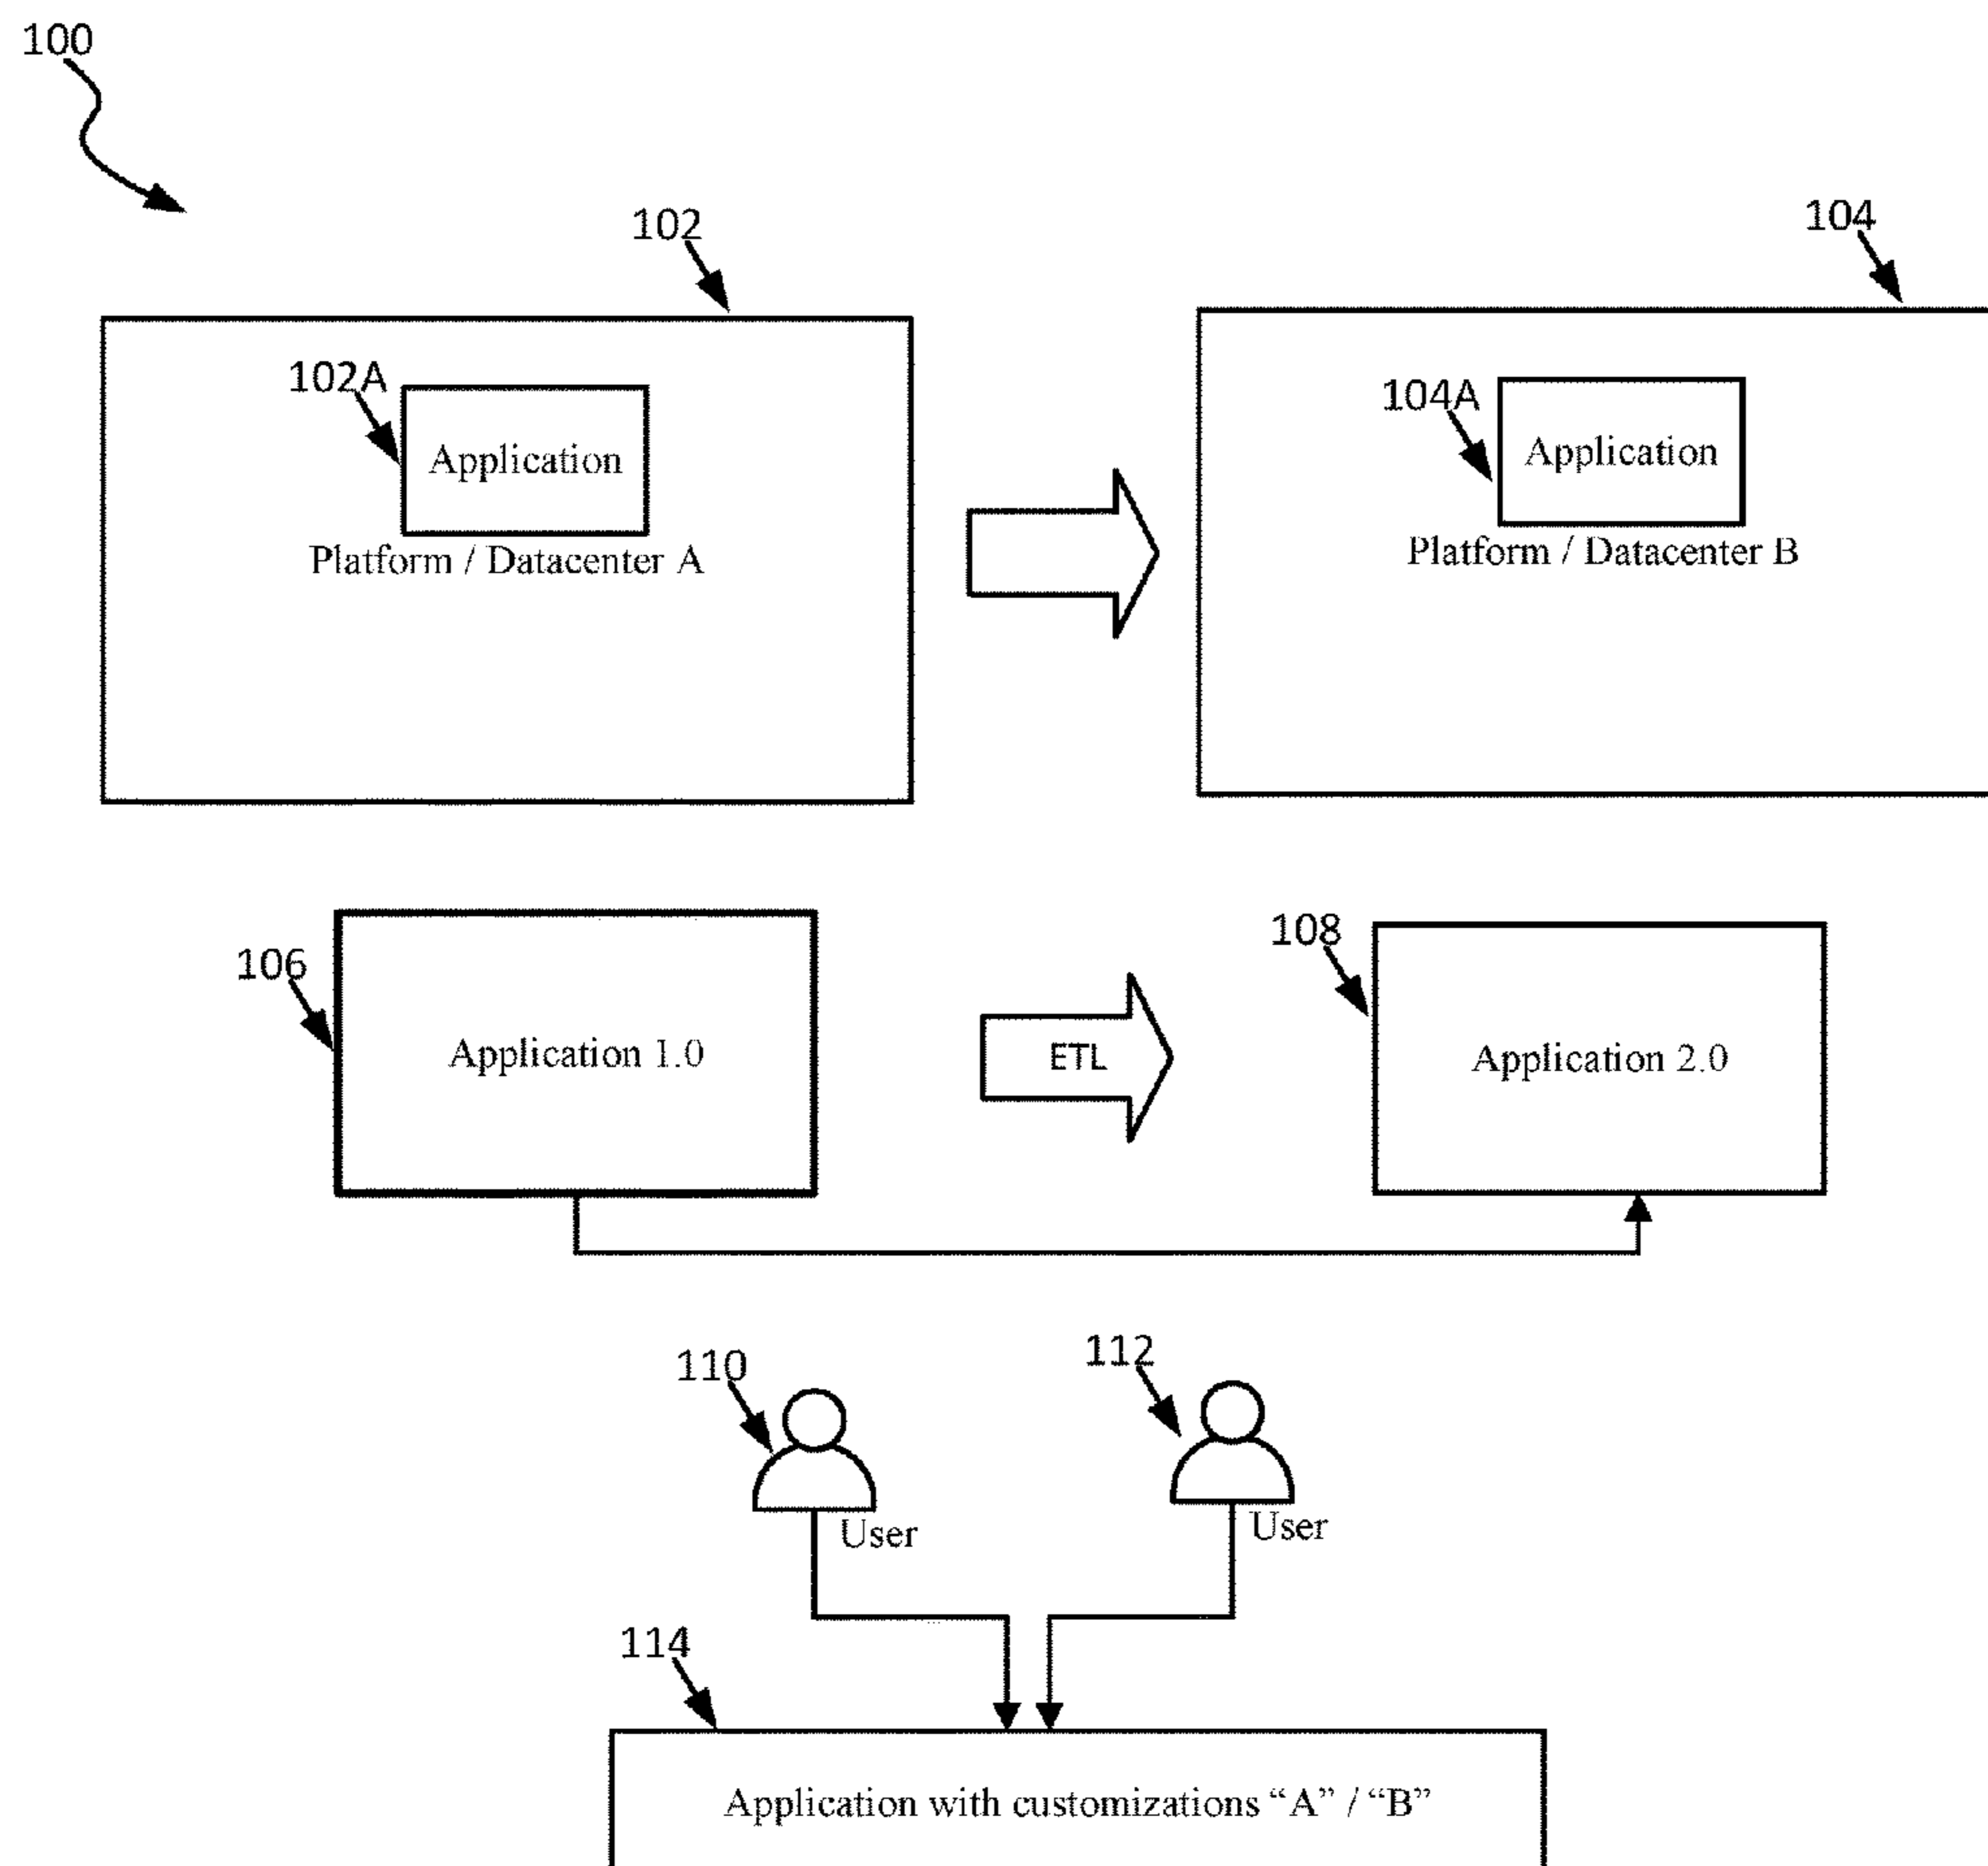 100
102
104
102A
Application
Platform / Datacenter A
104A
Application
Platform / Datacenter B
106
Application 1.0
ETL
108
Application 2.0
110
User
112
User
114
Application with customizations “A” / “B”